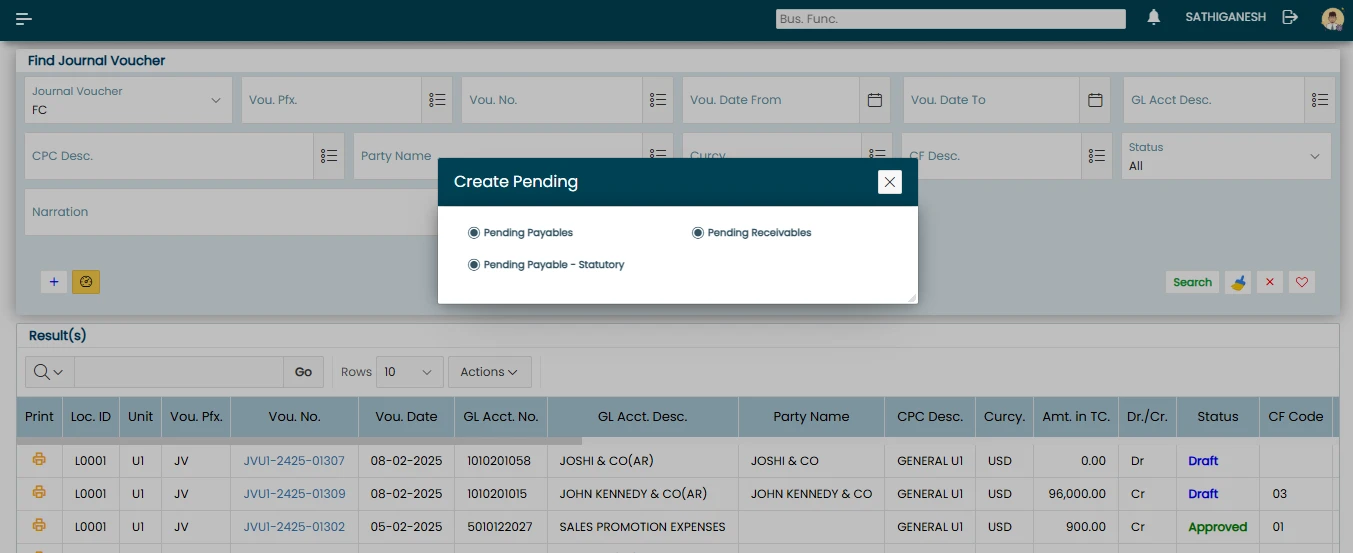 Bus. Func.
SATHIGANESH
Find Journal Voucher
Journal Voucher
FC
Vou. Pfx.
Vou. No.
Vou. Date From
Vou. Date To
GL Acct Desc.
CPC Desc.
Party Name
Curcy.
CF Desc.
Status
All
Narration
Create Pending
Pending Payables
Pending Receivables
Pending Payable - Statutory
+
Search
Result(s)
Go
Rows
10
Actions
Print Loc. ID Unit Vou. Pfx. Vou. No. Vou. Date GL Acct. No. GL Acct. Desc. Party Name CPC Desc. Curcy. Amt. in TC. Dr./Cr. Status CF Code
L0001 U1 JV JVU1-2425-01307 08-02-2025 1010201058 JOSHI & CO(AR) JOSHI & CO GENERAL U1 USD 0.00 Dr Draft
L0001 U1 JV JVU1-2425-01309 08-02-2025 1010201015 JOHN KENNEDY & CO(AR) JOHN KENNEDY & CO GENERAL U1 USD 96,000.00 Cr Draft 03
L0001 U1 JV JVU1-2425-01302 05-02-2025 5010122027 SALES PROMOTION EXPENSES GENERAL U1 USD 900.00 Cr Approved 01